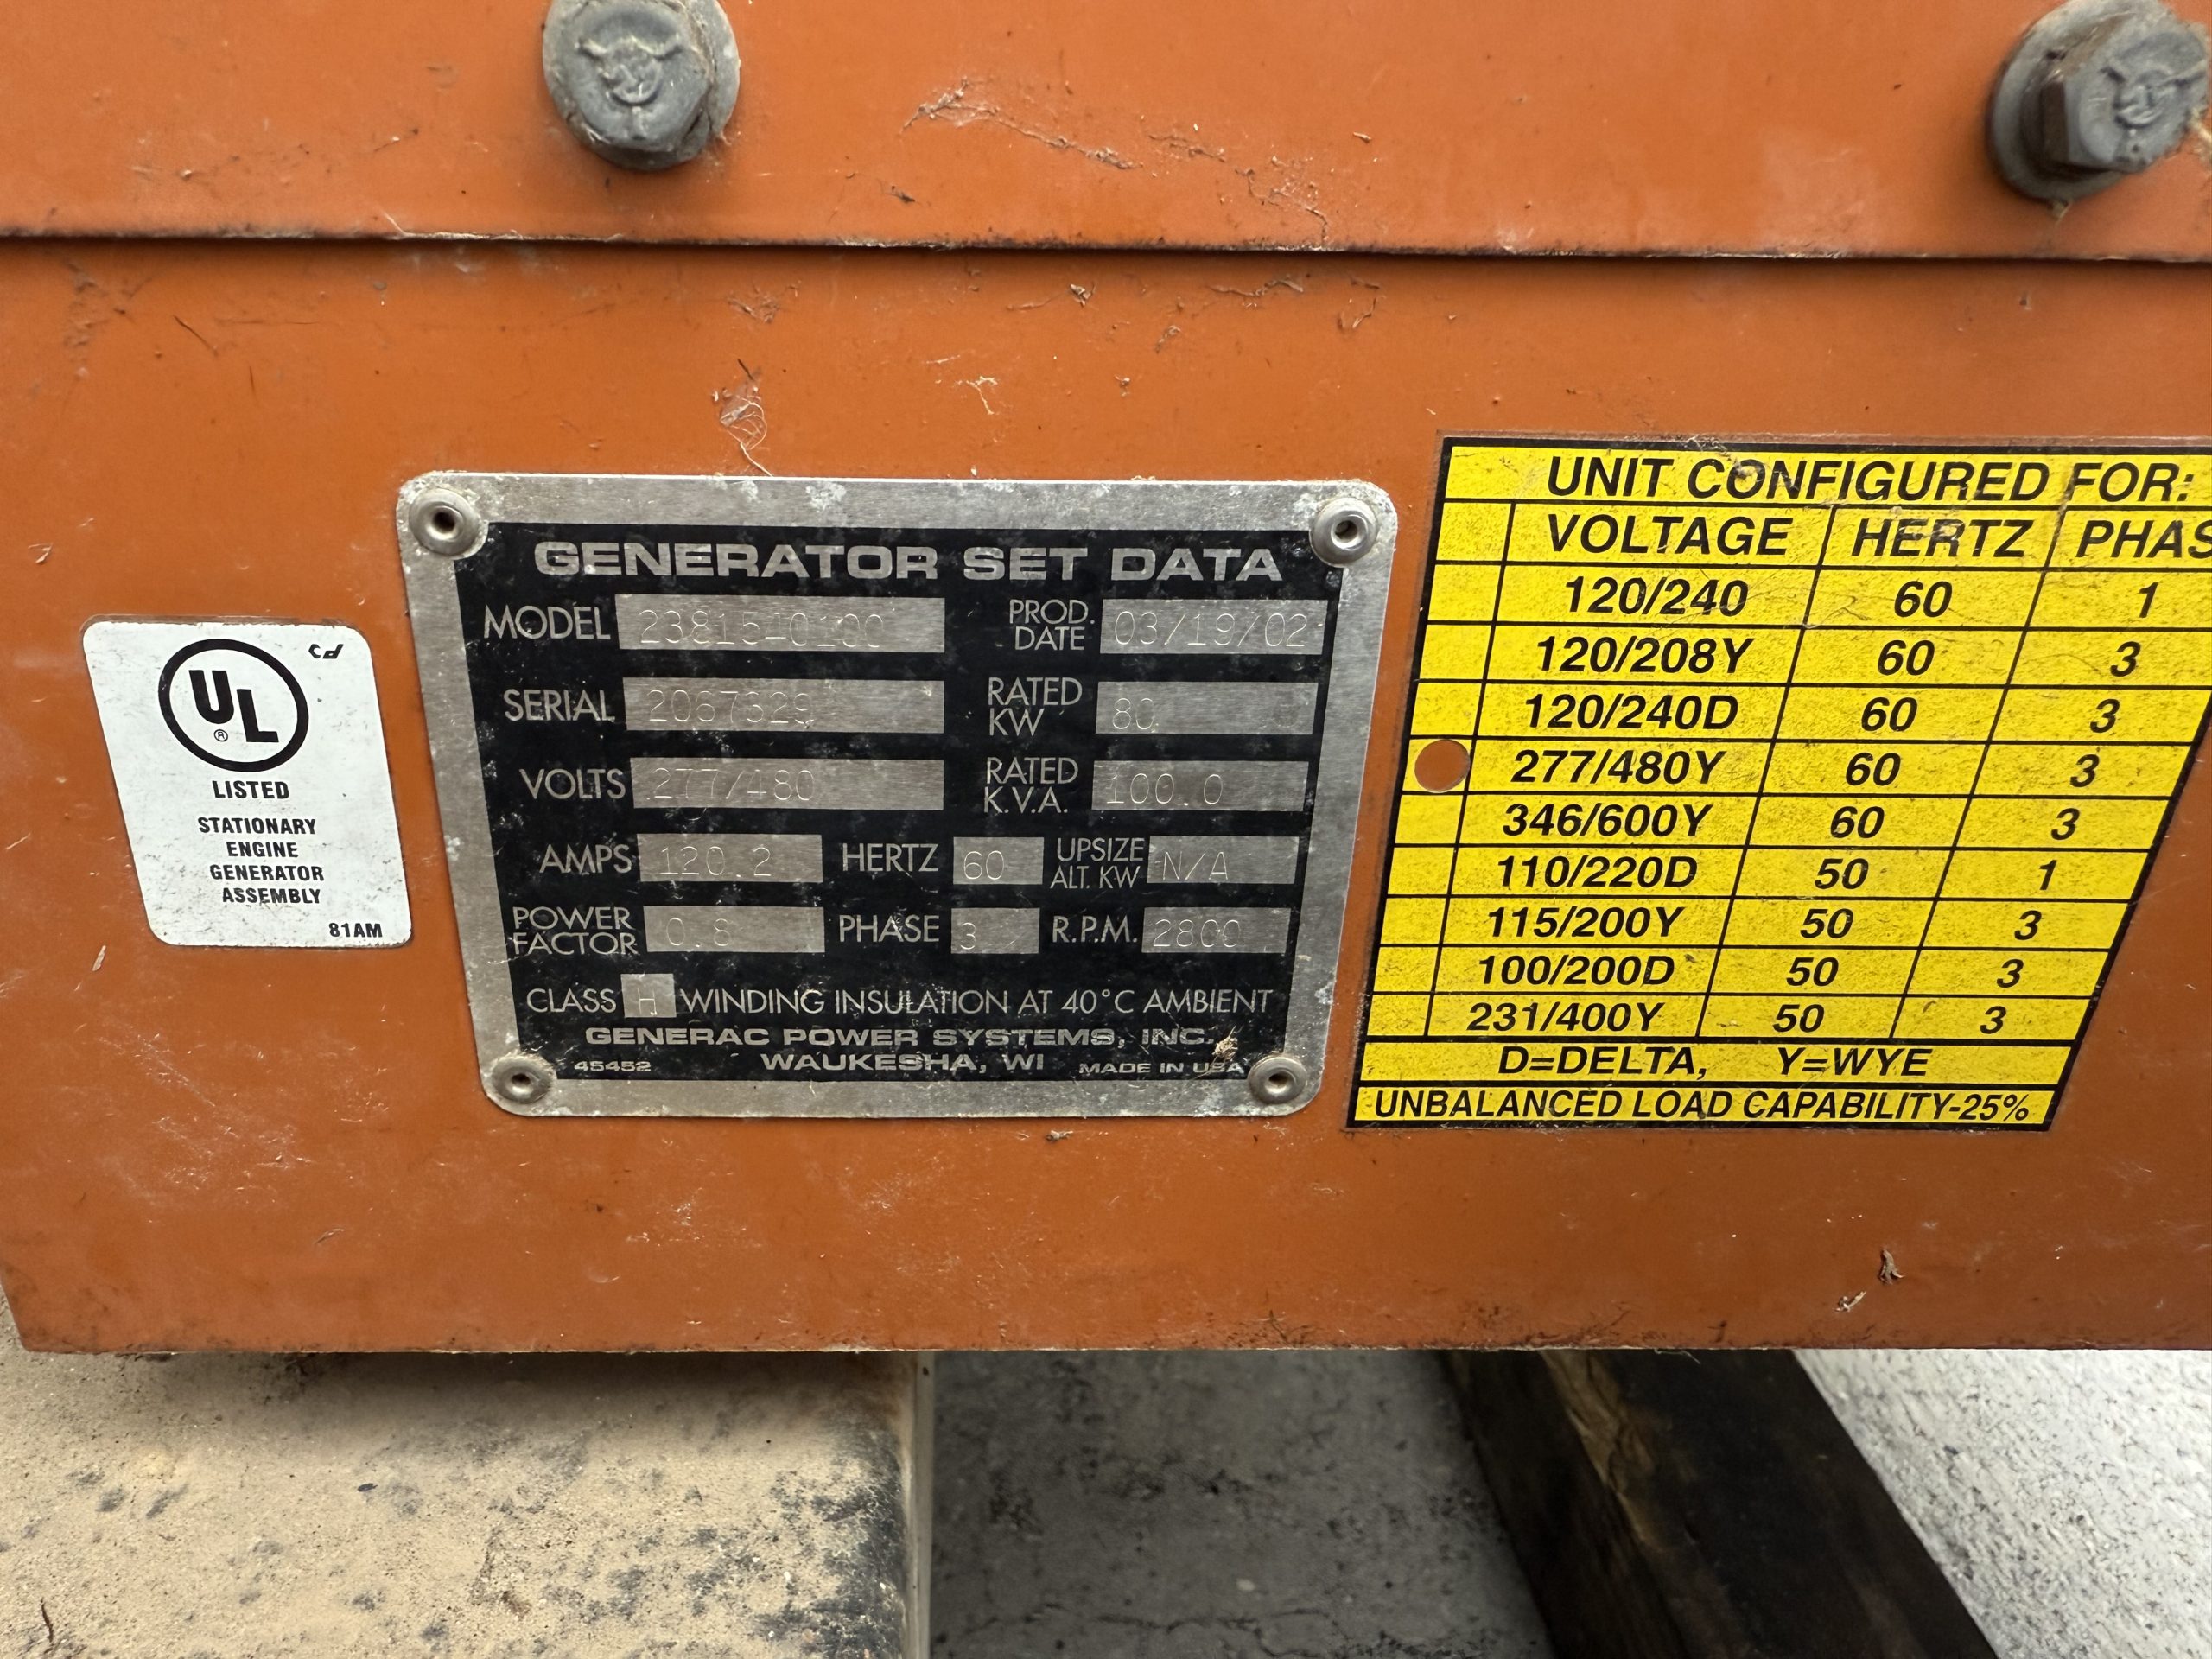 UL
®
LISTED
STATIONARY
ENGINE
GENERATOR
ASSEMBLY
81AM
GENERATOR SET DATA
MODEL PROD. DATE 03/19/02
SERIAL RATED KW 80
VOLTS 277/480 RATED K.V.A. 100.0
AMPS 120.2 HERTZ 60 UPSIZE ALT. KW N/A
POWER FACTOR 0.8 PHASE 3 R.P.M.
CLASS H WINDING INSULATION AT 40°C AMBIENT
GENERAC POWER SYSTEMS, INC.
45452 WAUKESHA, WI MADE IN USA
UNIT CONFIGURED FOR:
VOLTAGE HERTZ PHAS
120/240 60 1
120/208Y 60 3
120/240D 60 3
277/480Y 60 3
346/600Y 60 3
110/220D 50 1
115/200Y 50 3
100/200D 50 3
231/400Y 50 3
D=DELTA, Y=WYE
UNBALANCED LOAD CAPABILITY-25%